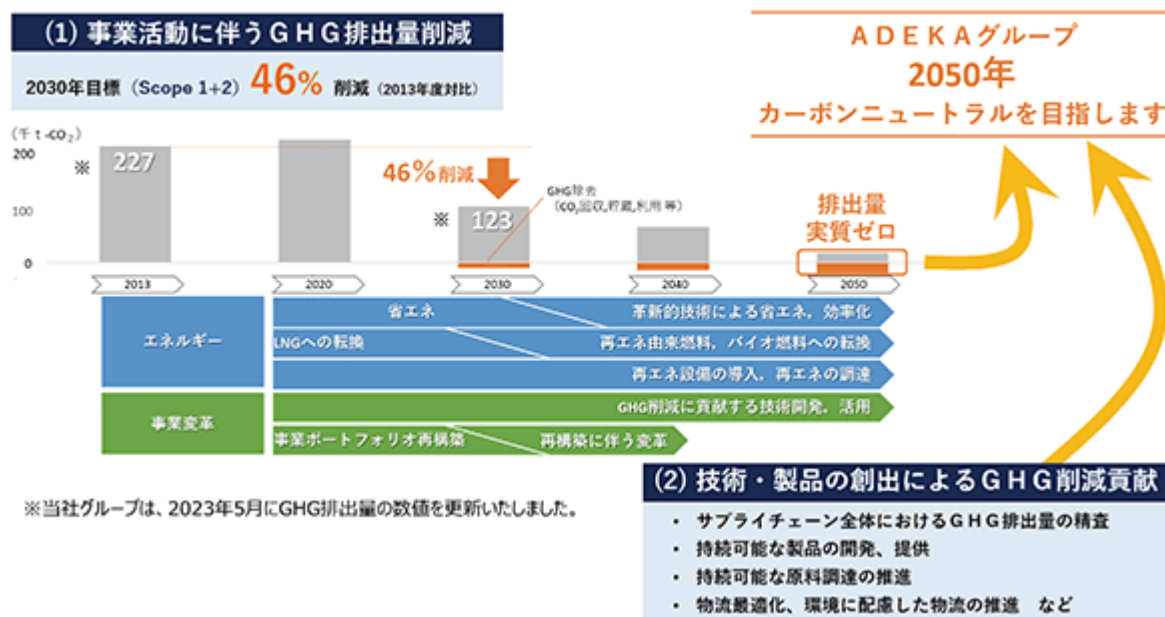 (1) 事業活動に伴うGHG排出量削減
2030年目標（Scope 1+2）46% 削減（2013年度対比）
ADEKAグループ
2050年
カーボンニュートラルを目指します
(千t-CO₂)
200
100
0
※ 227
46%削減
GHG除去
(CO₂回収,貯蔵,利用 等)
※ 123
排出量
実質ゼロ
2013
2020
2030
2040
2050
エネルギー
省エネ
革新的技術による省エネ，効率化
LNGへの転換
再エネ由来燃料，バイオ燃料への転換
再エネ設備の導入，再エネの調達
事業変革
GHG削減に貢献する技術開発，活用
事業ポートフォリオ再構築
再構築に伴う変革
※当社グループは、2023年5月にGHG排出量の数値を更新いたしました。
(2) 技術・製品の創出によるGHG削減貢献
・ サプライチェーン全体におけるGHG排出量の精査
・ 持続可能な製品の開発、提供
・ 持続可能な原料調達の推進
・ 物流最適化、環境に配慮した物流の推進　など